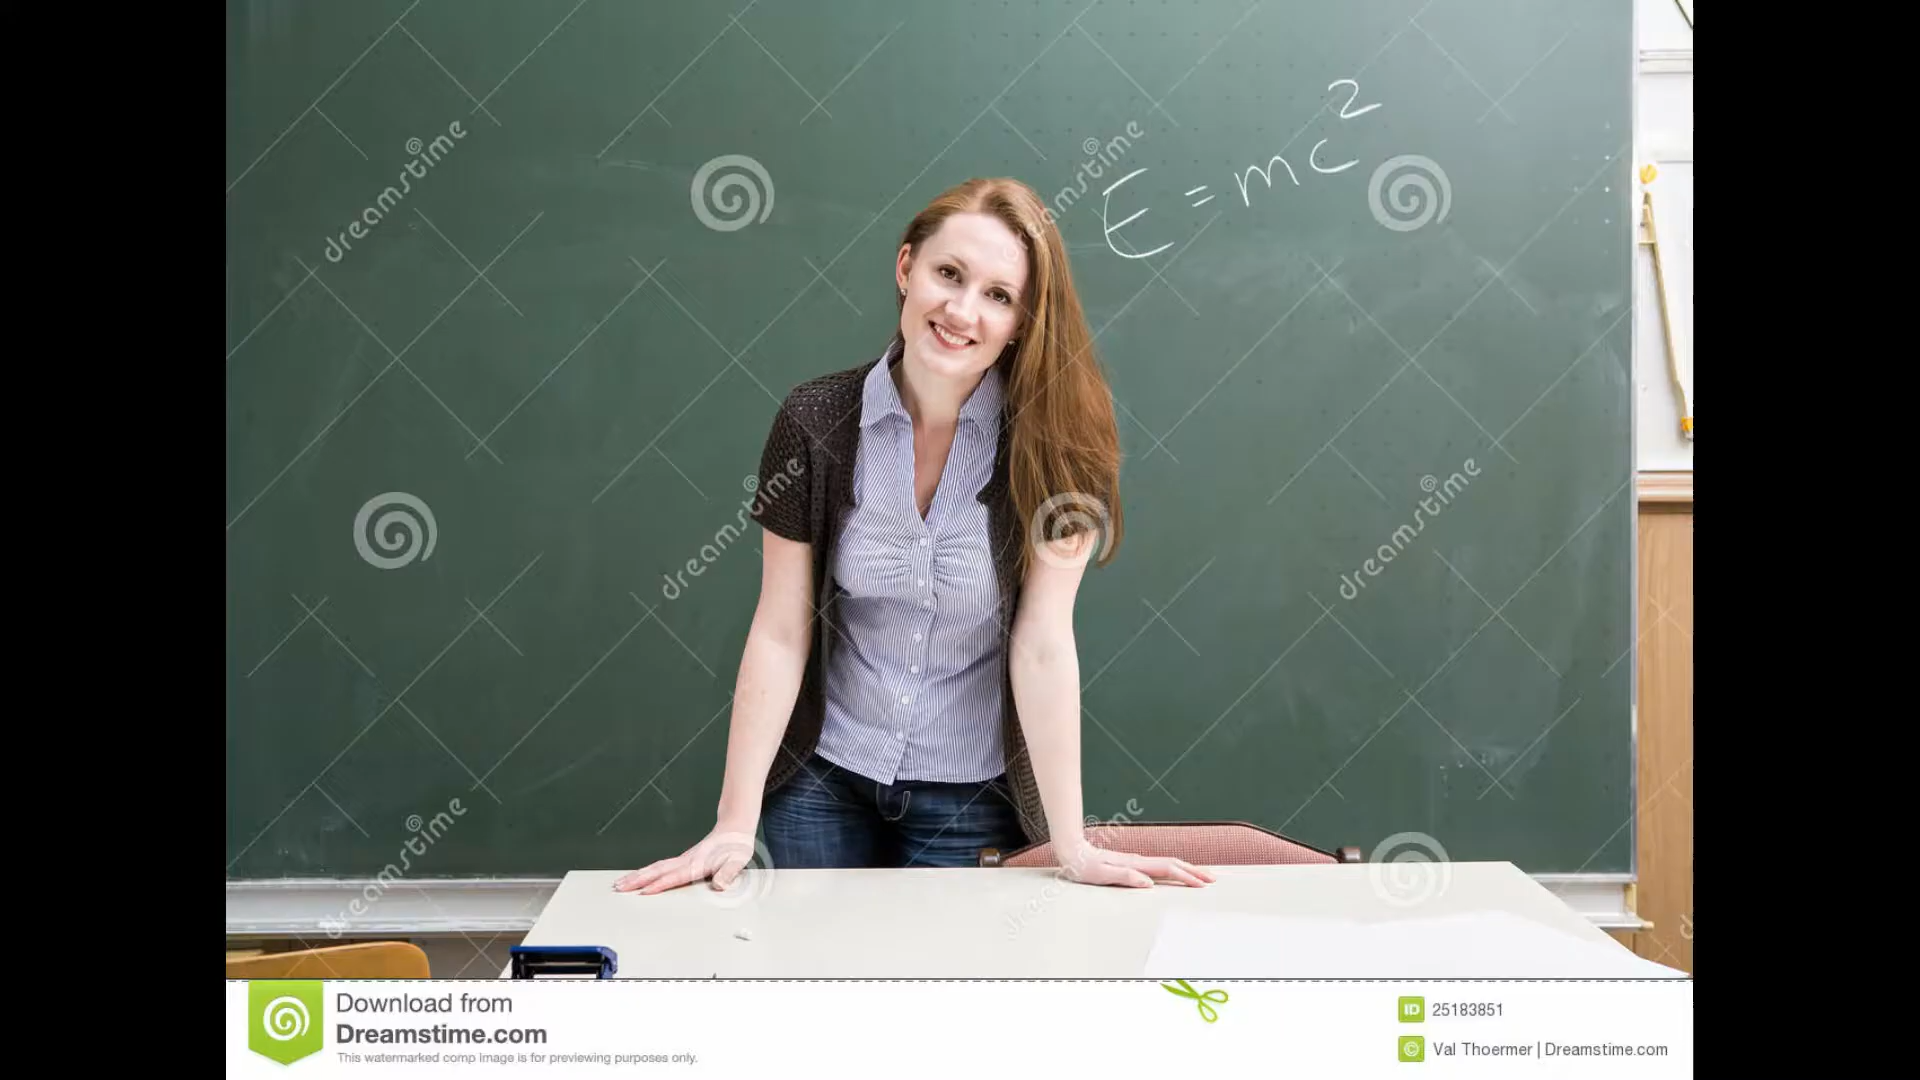 E = mc²
dreamstime
dreamstime
dreamstime
dreamstime
dreamstime
dreamstime
dreamstime
Download from
Dreamstime.com
This watermarked comp image is for previewing purposes only.
ID 25183851
© Val Thoermer | Dreamstime.com